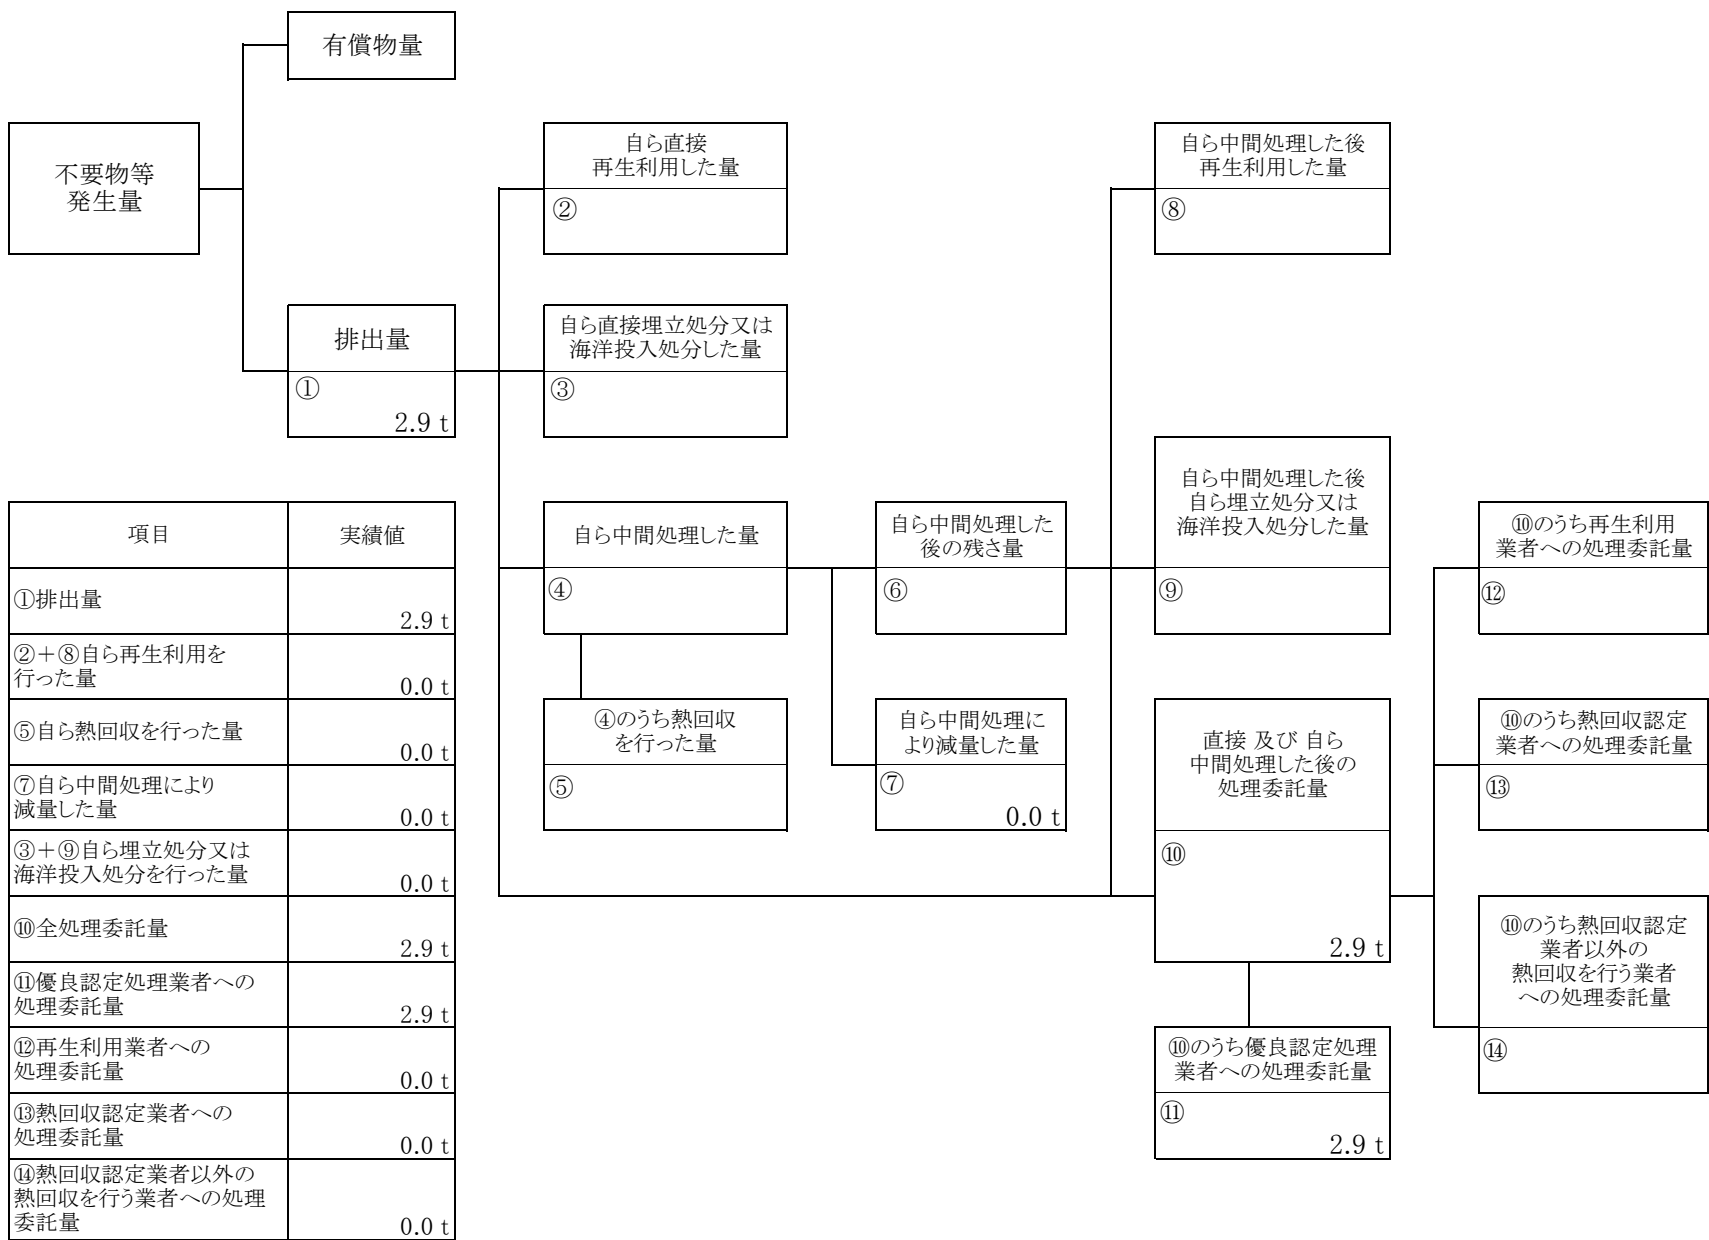 有償物量
不要物等
発生量
自ら直接
再生利用した量
②
自ら中間処理した後
再生利用した量
⑧
排出量
①
2.9 t
自ら直接埋立処分又は
海洋投入処分した量
③
自ら中間処理した量
④
自ら中間処理した
後の残さ量
⑥
自ら中間処理した後
自ら埋立処分又は
海洋投入処分した量
⑨
⑩のうち再生利用
業者への処理委託量
⑫
④のうち熱回収
を行った量
⑤
自ら中間処理に
より減量した量
⑦
0.0 t
直接 及び 自ら
中間処理した後の
処理委託量
⑩
2.9 t
⑩のうち熱回収認定
業者への処理委託量
⑬
⑩のうち熱回収認定
業者以外の
熱回収を行う業者
への処理委託量
⑭
⑩のうち優良認定処理
業者への処理委託量
⑪
2.9 t
項目 実績値
①排出量
2.9 t
②＋⑧自ら再生利用を
行った量
0.0 t
⑤自ら熱回収を行った量
0.0 t
⑦自ら中間処理により
減量した量
0.0 t
③＋⑨自ら埋立処分又は
海洋投入処分を行った量
0.0 t
⑩全処理委託量
2.9 t
⑪優良認定処理業者への
処理委託量
2.9 t
⑫再生利用業者への
処理委託量
0.0 t
⑬熱回収認定業者への
処理委託量
0.0 t
⑭熱回収認定業者以外の
熱回収を行う業者への処理
委託量
0.0 t